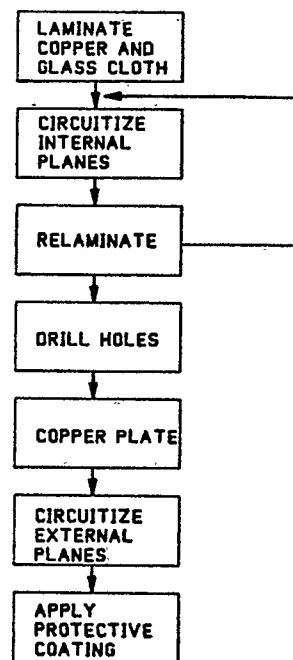 LAMINATE
COPPER AND
GLASS CLOTH
CIRCUITIZE
INTERNAL
PLANES
RELAMINATE
DRILL HOLES
COPPER PLATE
CIRCUITIZE
EXTERNAL
PLANES
APPLY
PROTECTIVE
COATING